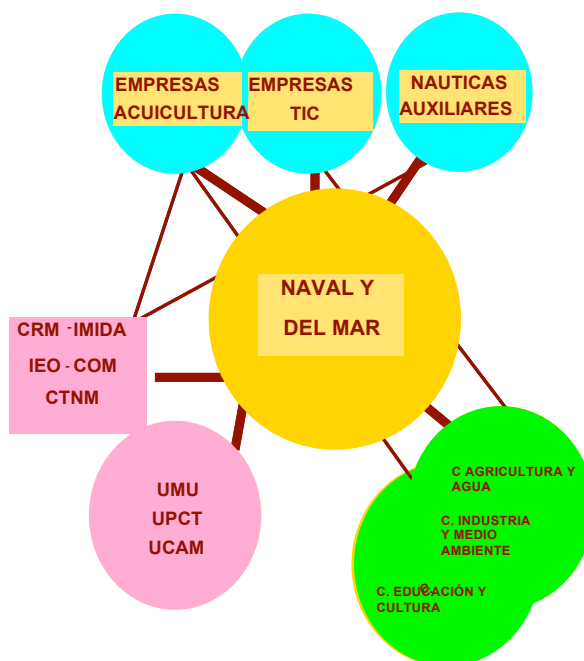 EMPRESAS
ACUICULTURA
EMPRESAS
TIC
NAUTICAS
AUXILIARES
NAVAL Y
DEL MAR
CRM - IMIDA
IEO - COM
CTNM
UMU
UPCT
UCAM
C AGRICULTURA Y
AGUA
C. INDUSTRIA
Y MEDIO
AMBIENTE
C. EDUCACIÓN Y
CULTURA